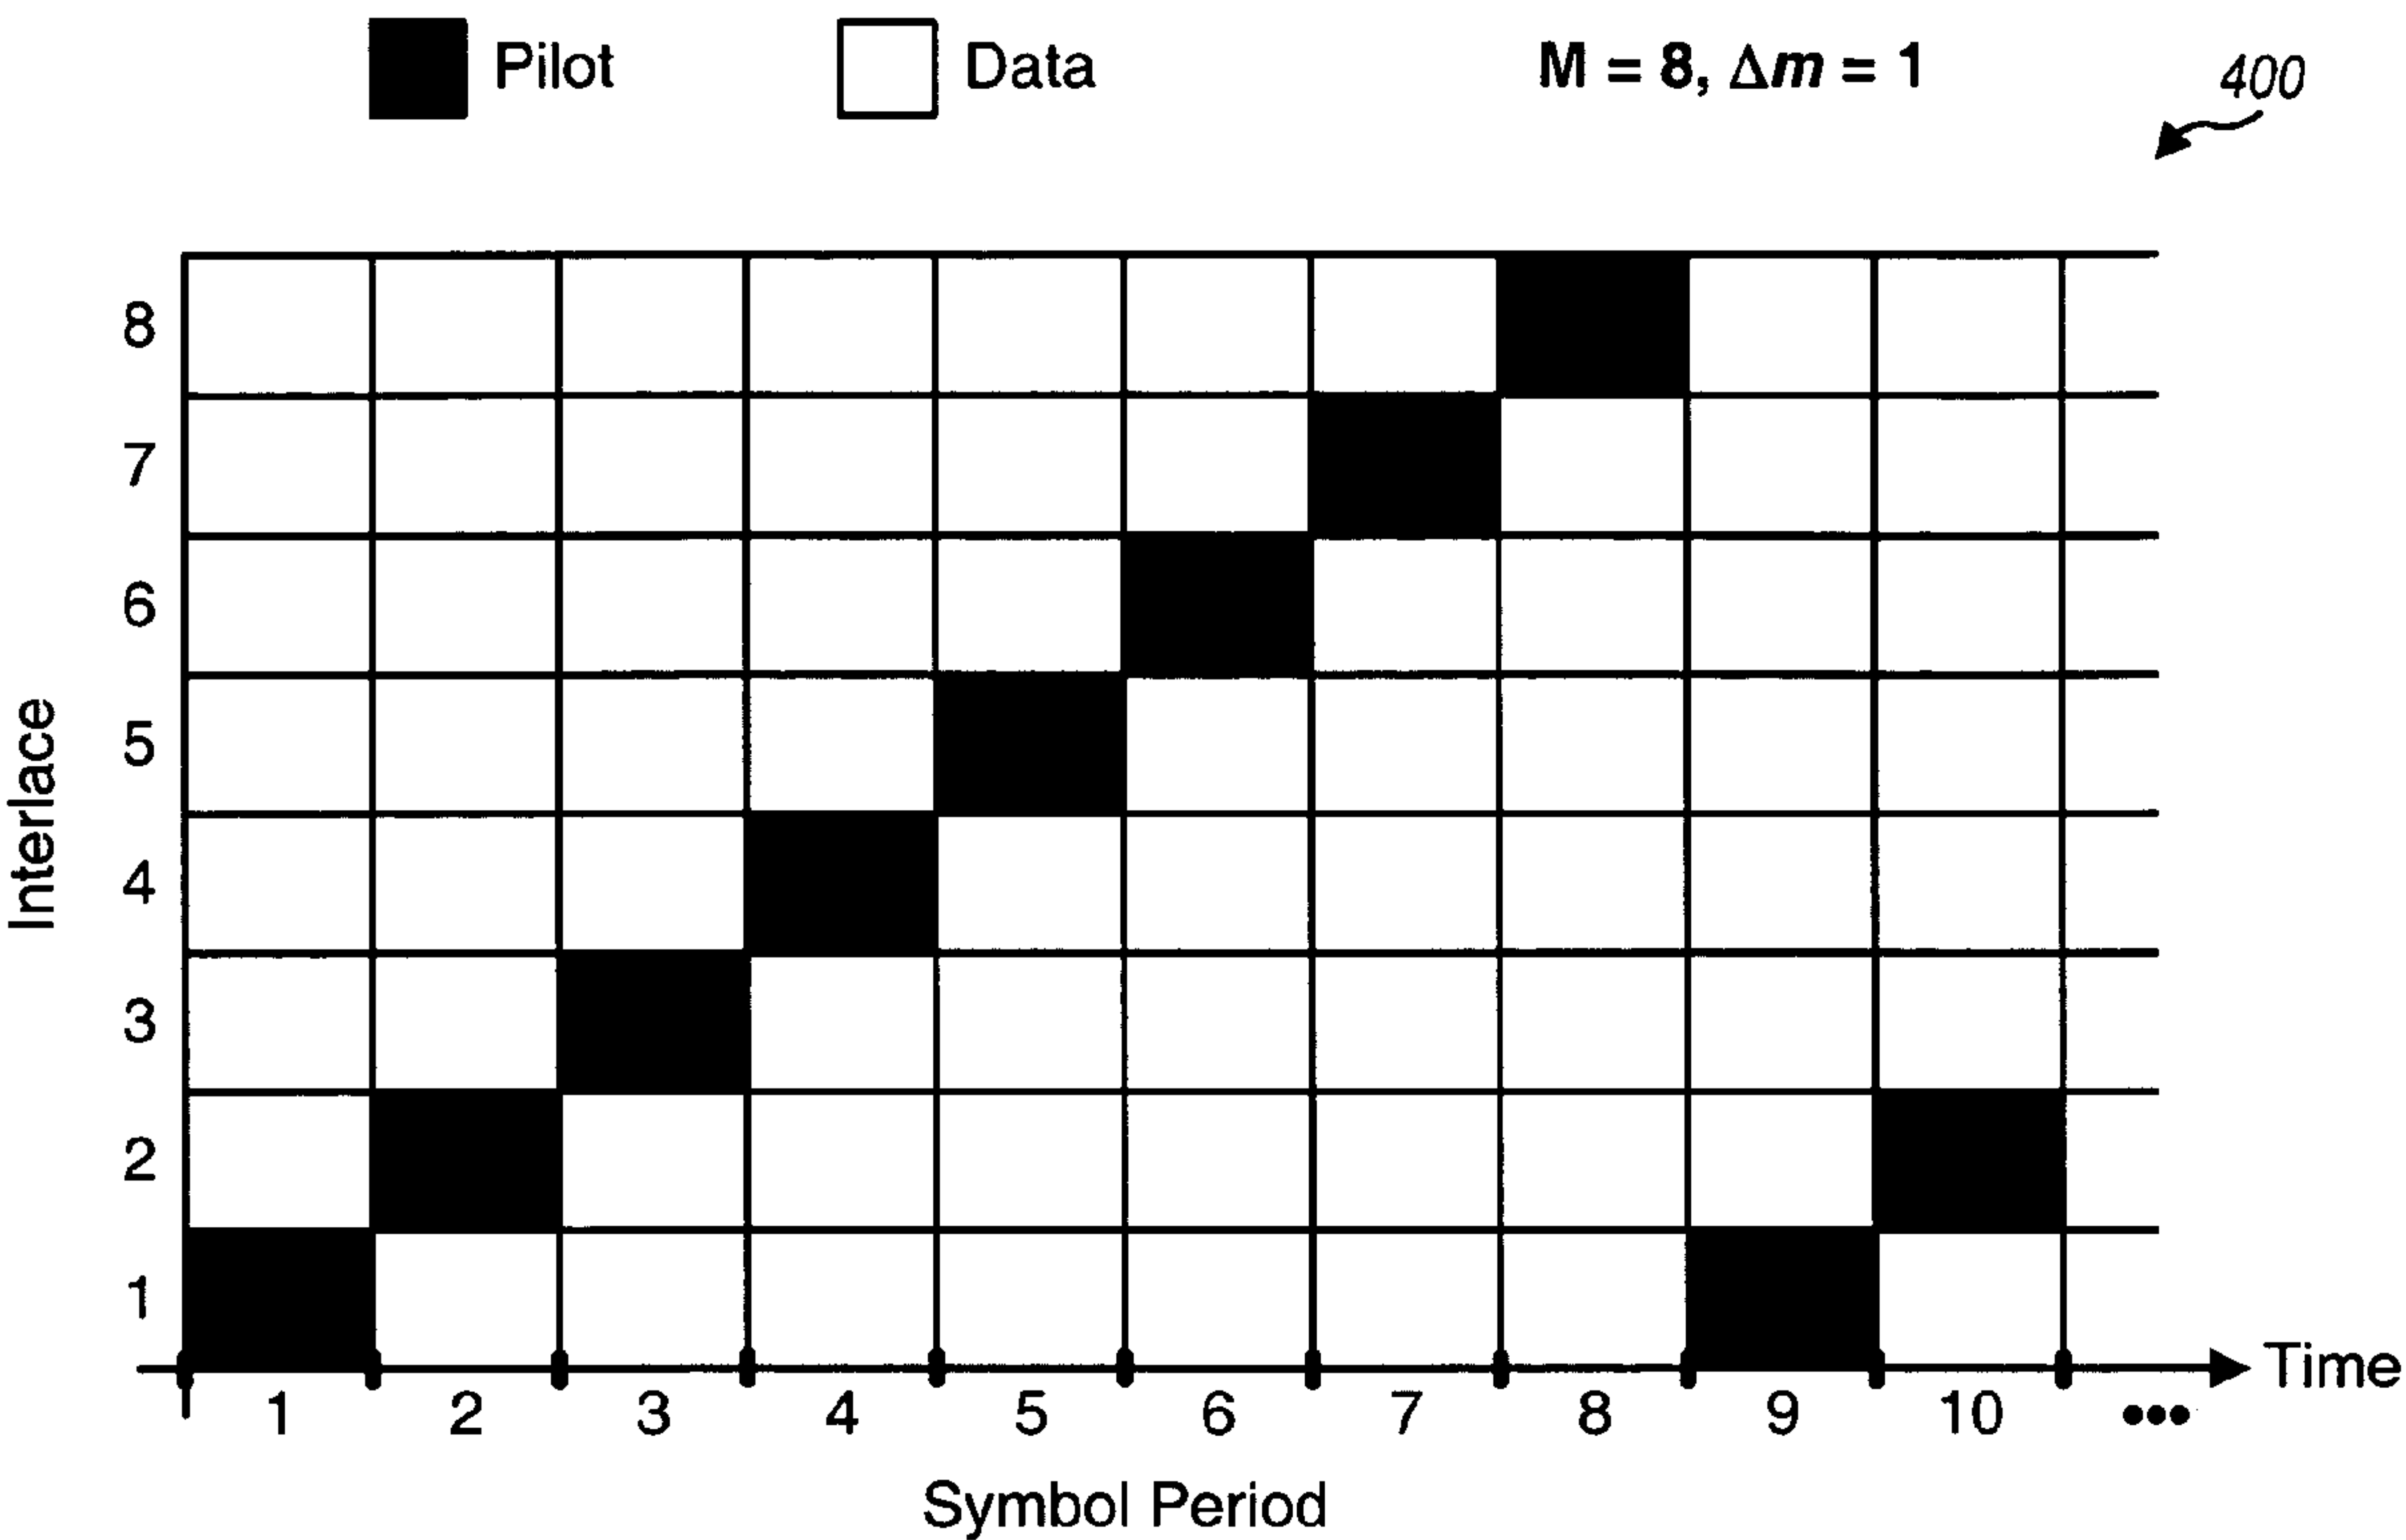 Pilot
Data
M = 8, Δm = 1
400
Interlace
8
7
6
5
4
3
2
1
Time
1 2 3 4 5 6 7 8 9 10 •••
Symbol Period